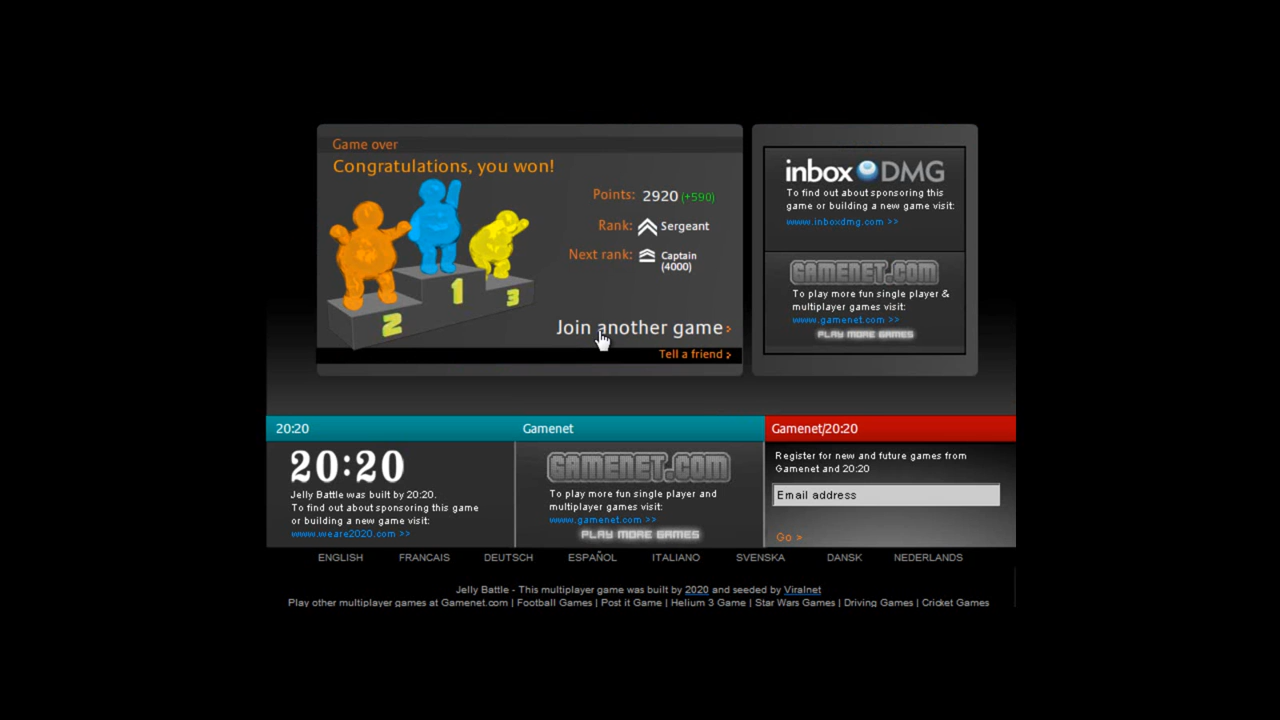 Game over
Congratulations, you won!
Points: 2920 (+590)
Rank: Sergeant
Next rank: Captain
(4000)
1
2
3
Join another game ›
Tell a friend ›
inbox DMG
To find out about sponsoring this
game or building a new game visit:
www.inboxdmg.com >>
GAMENET.COM
To play more fun single player &
multiplayer games visit:
www.gamenet.com >>
PLAY MORE GAMES
20:20
20:20
Jelly Battle was built by 20:20.
To find out about sponsoring this game
or building a new game visit:
www.weare2020.com >>
Gamenet
GAMENET.COM
To play more fun single player and
multiplayer games visit:
www.gamenet.com >>
PLAY MORE GAMES
Gamenet/20:20
Register for new and future games from
Gamenet and 20:20
Email address
Go >
ENGLISH FRANCAIS DEUTSCH ESPAÑOL ITALIANO SVENSKA DANSK NEDERLANDS
Jelly Battle - This multiplayer game was built by 2020 and seeded by Viralnet
Play other multiplayer games at Gamenet.com | Football Games | Post it Game | Helium 3 Game | Star Wars Games | Driving Games | Cricket Games